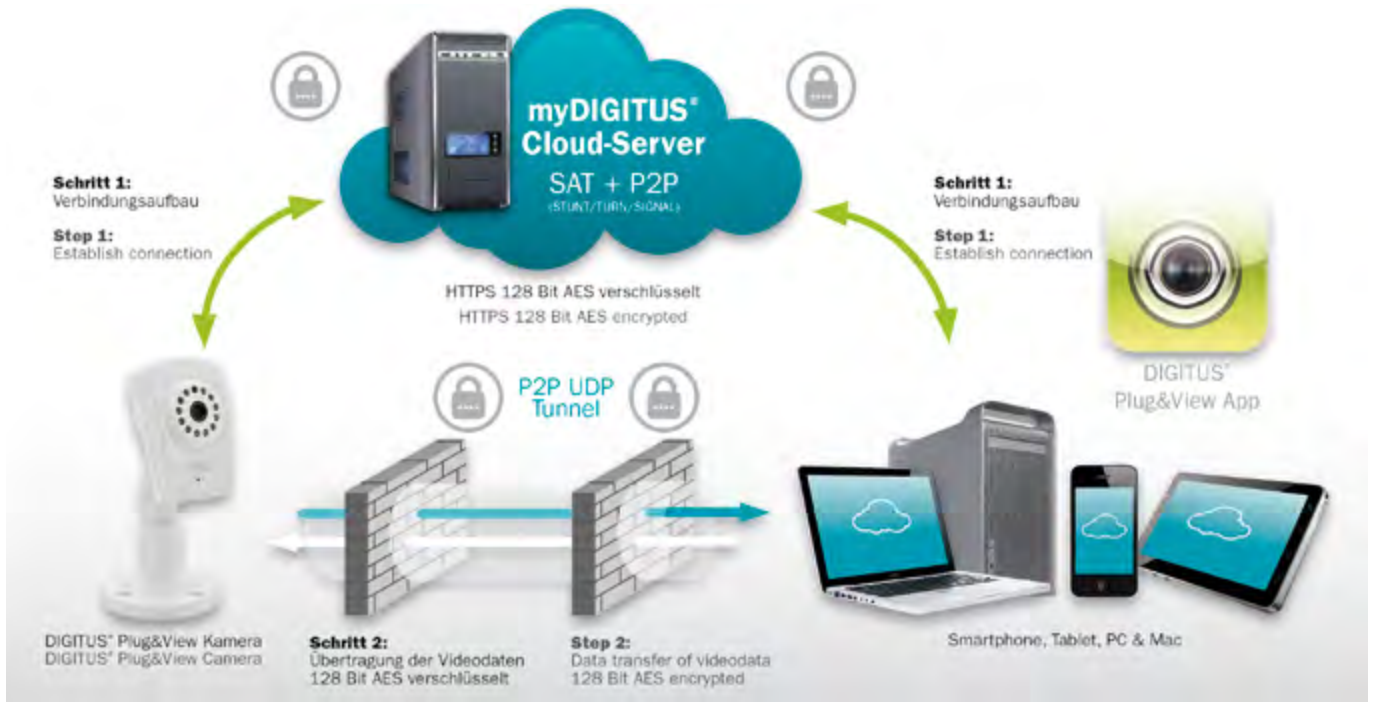 myDIGITUS®
Cloud-Server
SAT + P2P
(STUNT/TURN/SIGNAL)
Schritt 1:
Verbindungsaufbau
Step 1:
Establish connection
Schritt 1:
Verbindungsaufbau
Step 1:
Establish connection
HTTPS 128 Bit AES verschlüsselt
HTTPS 128 Bit AES encrypted
P2P UDP
Tunnel
DIGITUS®
Plug&View App
DIGITUS® Plug&View Kamera
DIGITUS® Plug&View Camera
Schritt 2:
Übertragung der Videodaten
128 Bit AES verschlüsselt
Step 2:
Data transfer of videodata
128 Bit AES encrypted
Smartphone, Tablet, PC & Mac